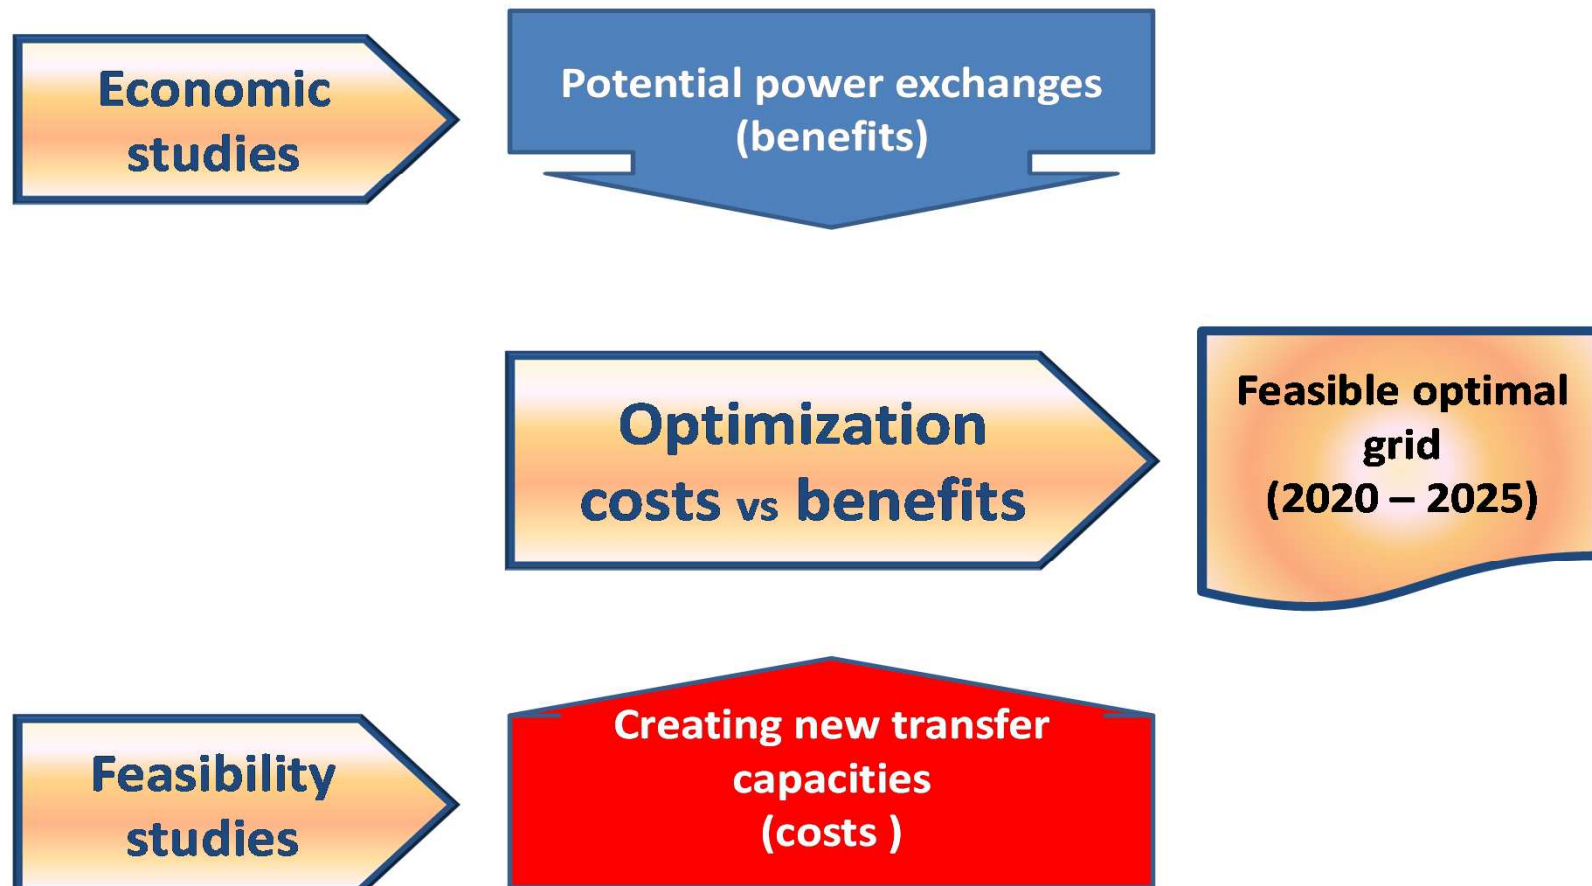 Economic
studies
Potential power exchanges
(benefits)
Optimization
costs vs benefits
Feasible optimal
grid
(2020 – 2025)
Feasibility
studies
Creating new transfer
capacities
(costs )